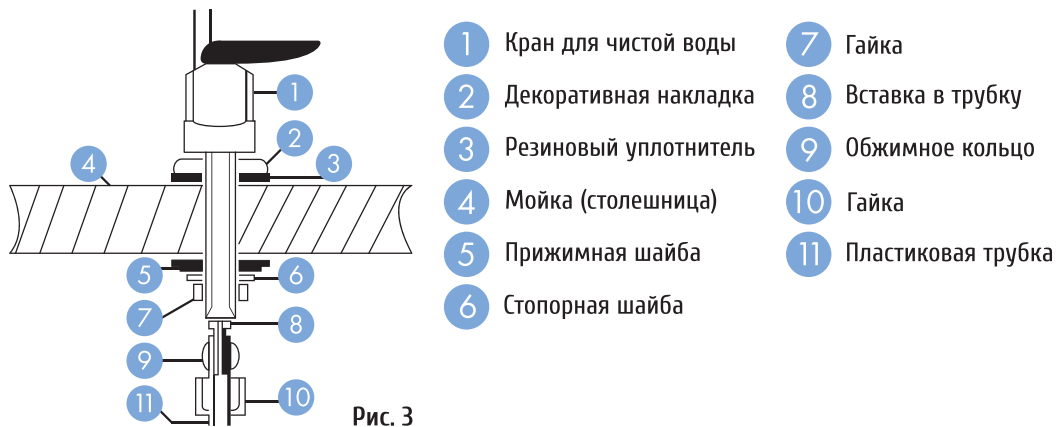 1 Кран для чистой воды
2 Декоративная накладка
3 Резиновый уплотнитель
4 Мойка (столешница)
5 Прижимная шайба
6 Стопорная шайба
7 Гайка
8 Вставка в трубку
9 Обжимное кольцо
10 Гайка
11 Пластиковая трубка
1
2
3
4
5
6
7
8
9
10
11
Рис. 3